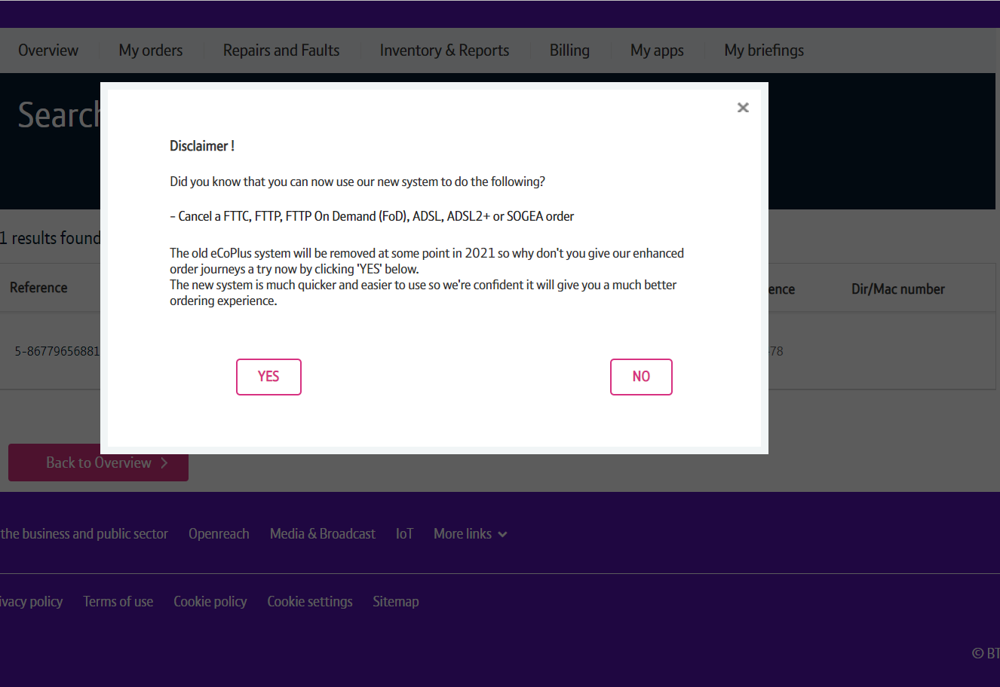 Overview My orders Repairs and Faults Inventory & Reports Billing My apps My briefings
Search
Disclaimer !
Did you know that you can now use our new system to do the following?
- Cancel a FTTC, FTTP, FTTP On Demand (FoD), ADSL, ADSL2+ or SOGEA order
The old eCoPlus system will be removed at some point in 2021 so why don't you give our enhanced
order journeys a try now by clicking 'YES' below.
The new system is much quicker and easier to use so we're confident it will give you a much better
ordering experience.
YES NO
1 results found
Reference ence Dir/Mac number
5-86779656881 -78
Back to Overview
the business and public sector Openreach Media & Broadcast IoT More links
ivacy policy Terms of use Cookie policy Cookie settings Sitemap
© BT